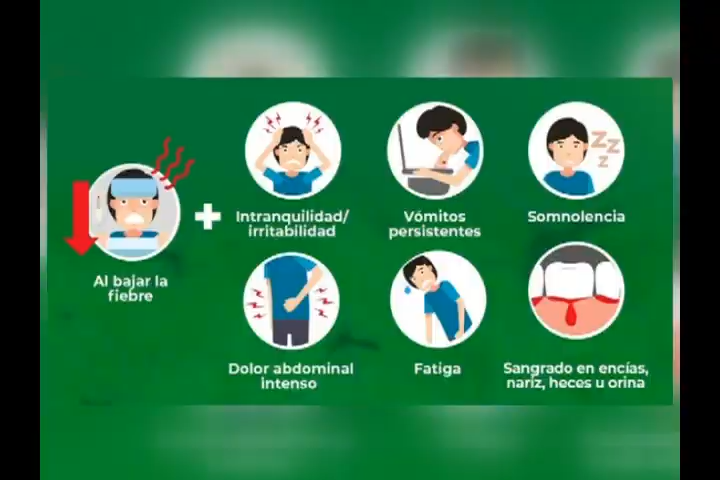 Al bajar la
fiebre
+
Intranquilidad/
irritabilidad
Vómitos
persistentes
ZZZ
Somnolencia
Dolor abdominal
intenso
Fatiga
Sangrado en encías,
nariz, heces u orina